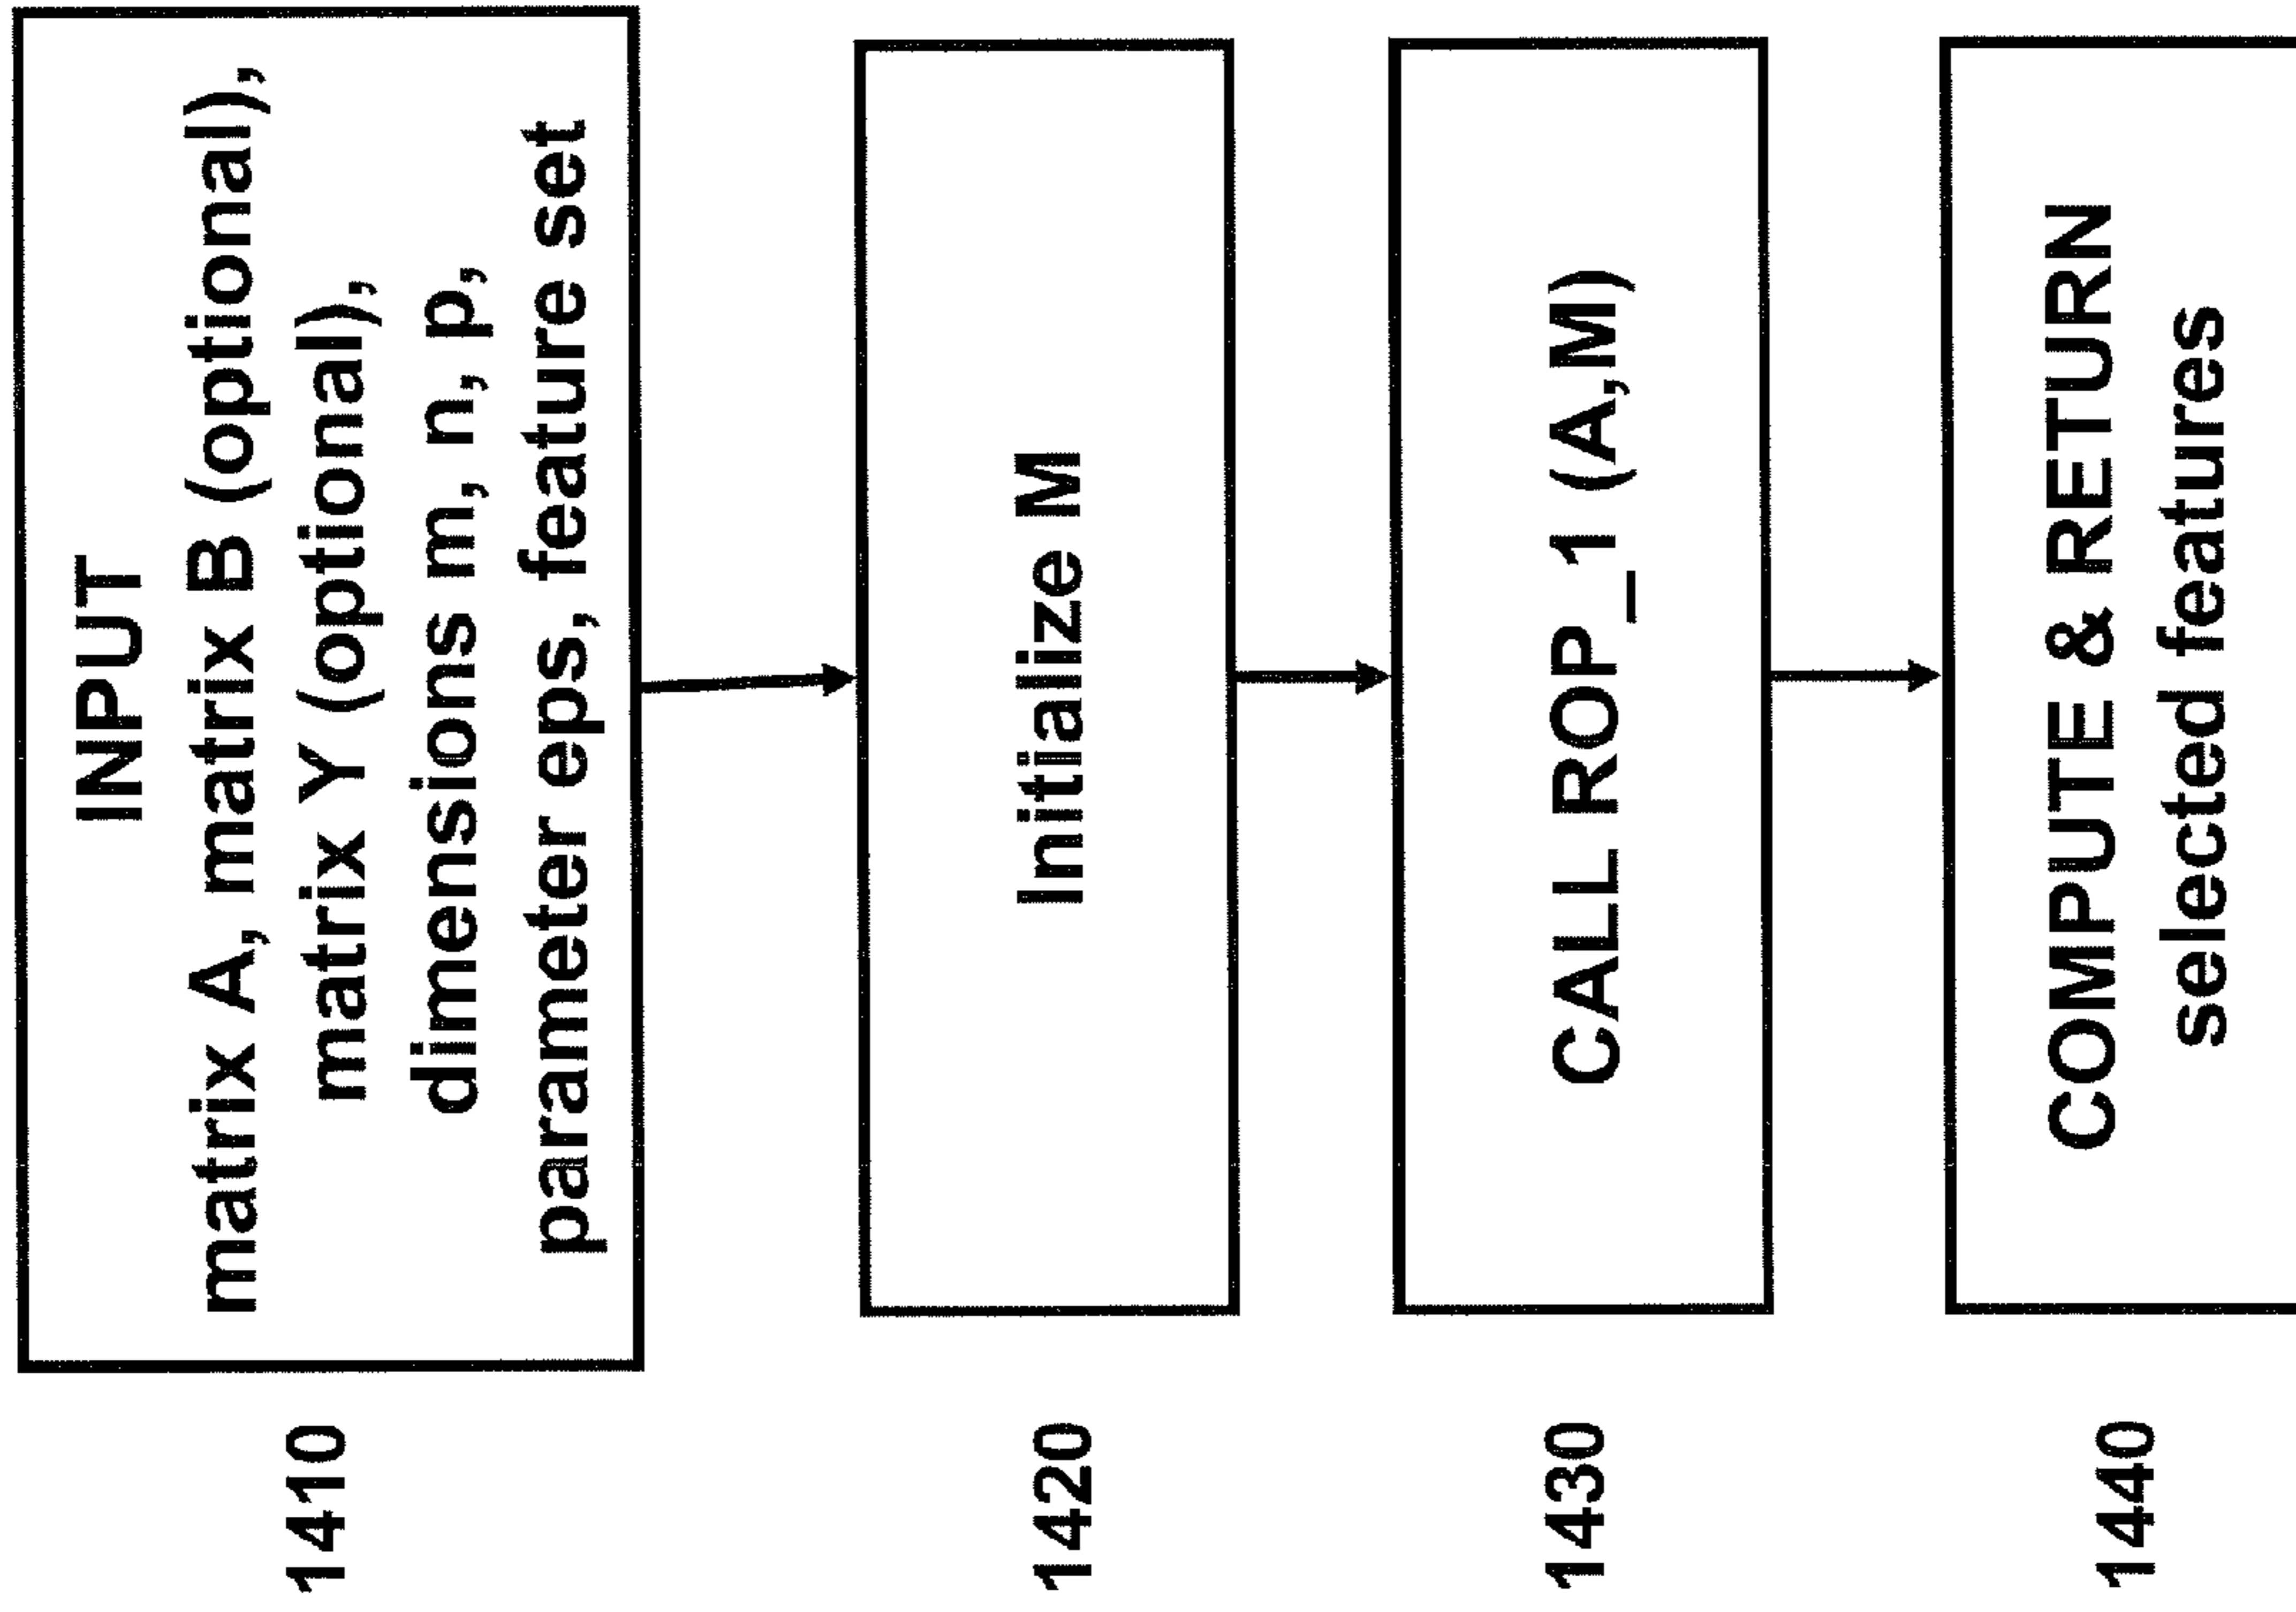 1410
INPUT
matrix A, matrix B (optional),
matrix Y (optional),
dimensions m, n, p,
parameter eps, feature set
1420
Initialize M
1430
CALL ROP_1 (A,M)
1440
COMPUTE & RETURN
selected features